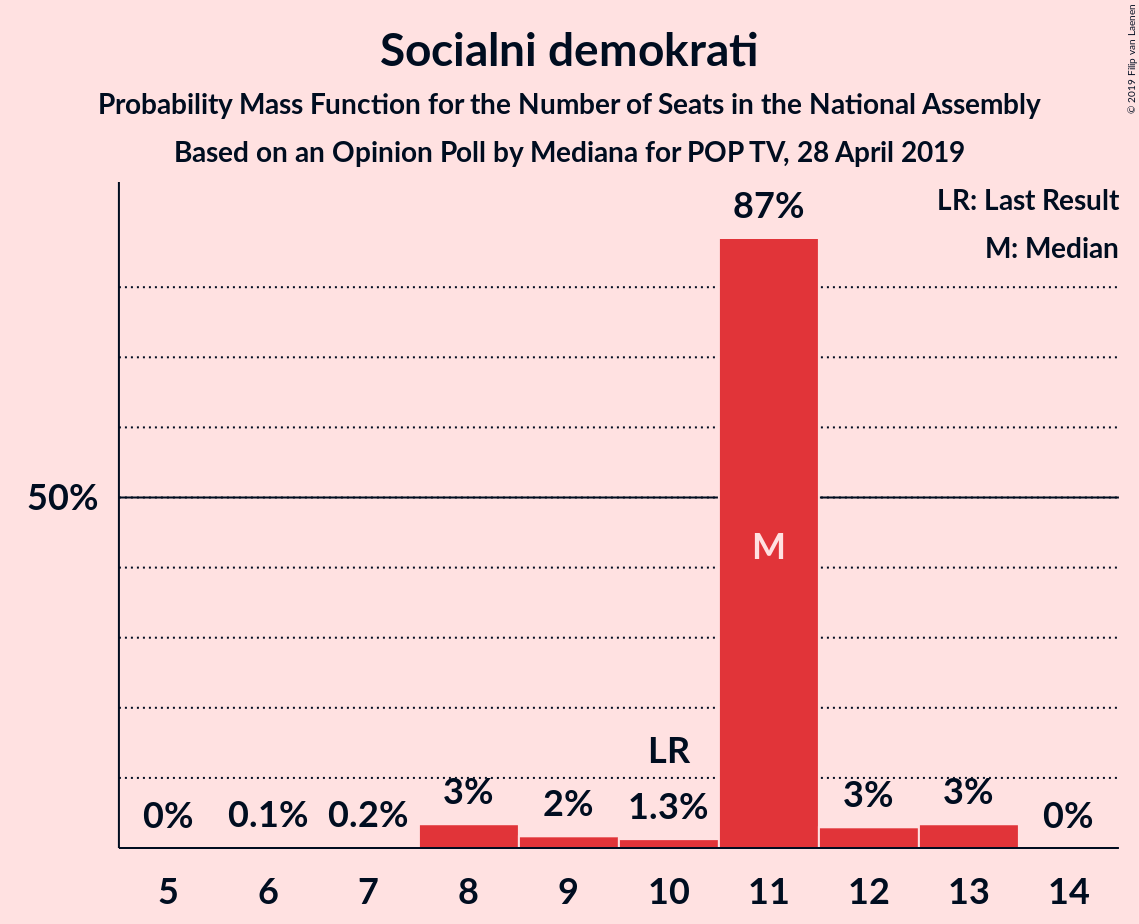 Socialni demokrati
Probability Mass Function for the Number of Seats in the National Assembly
Based on an Opinion Poll by Mediana for POP TV, 28 April 2019
© 2019 Filip van Laenen
LR: Last Result
M: Median
87%
50%
M
LR
0% 0.1% 0.2% 3% 2% 1.3% 3% 3% 0%
5 6 7 8 9 10 11 12 13 14